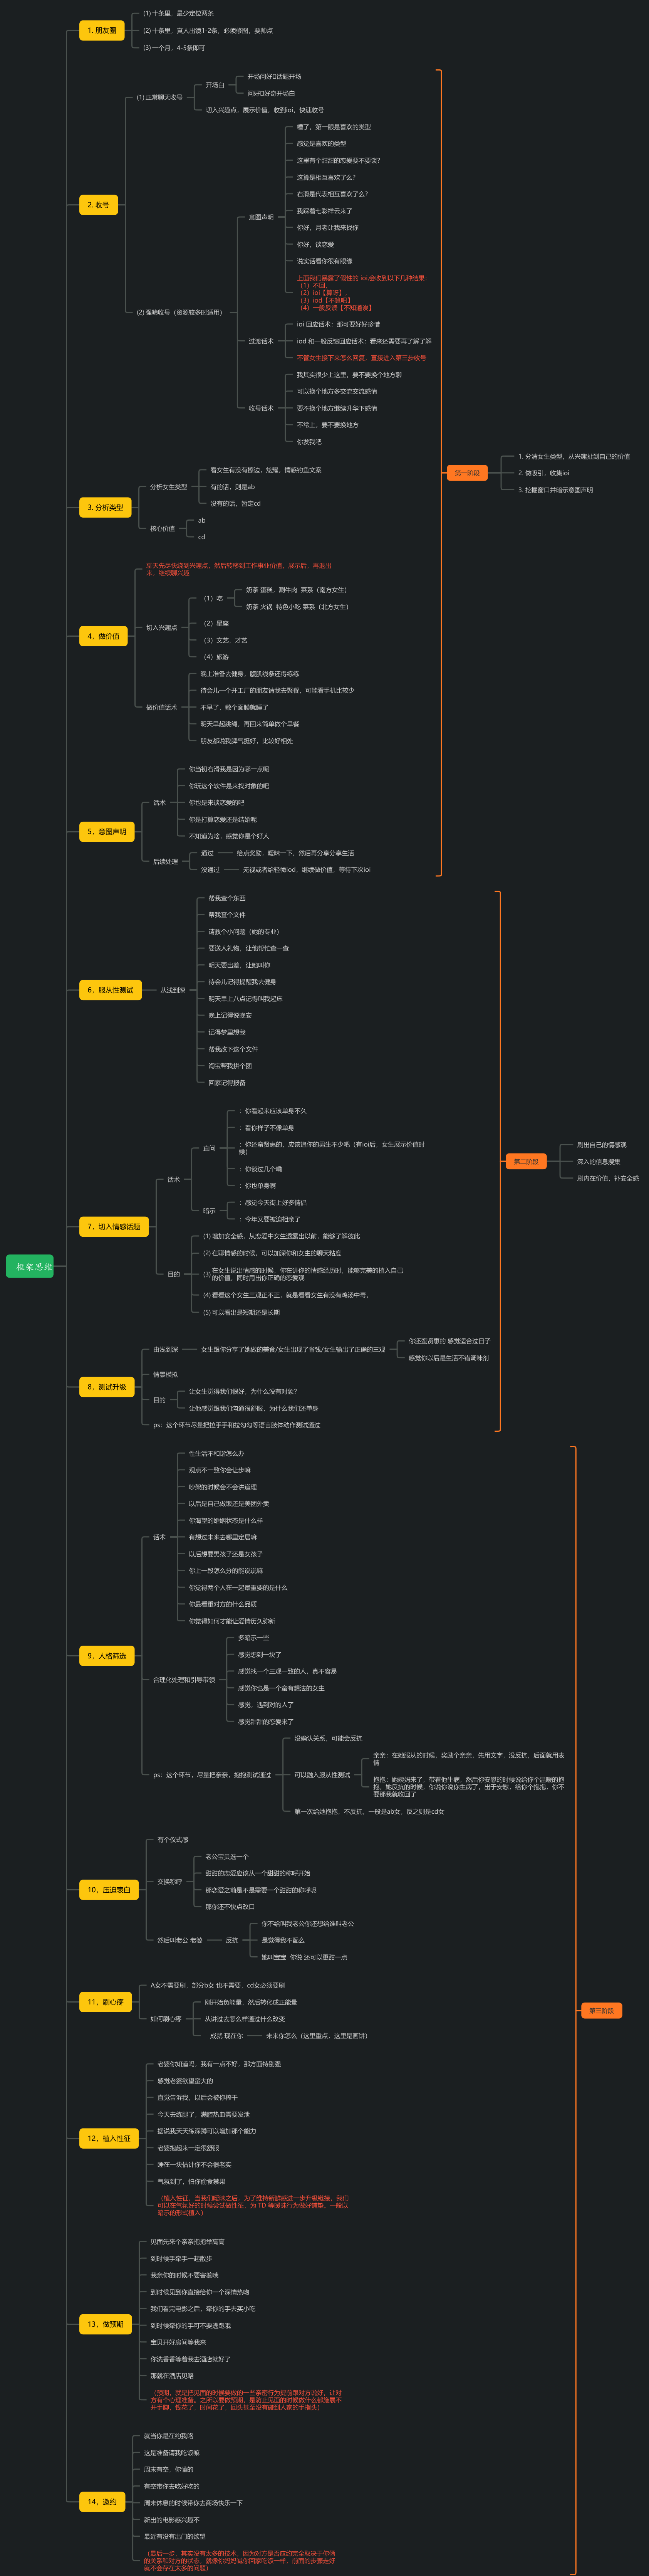 框架思维
1. 朋友圈
(1) 十条里，最少定位两条
(2) 十条里，真人出镜1-2条，必须修图，要帅点
(3) 一个月，4-5条即可
2. 收号
(1) 正常聊天收号
开场白
开场问好▯话题开场
问好▯好奇开场白
切入兴趣点，展示价值，收到ioi，快速收号
(2) 强筛收号（资源较多时适用）
意图声明
糟了，第一眼是喜欢的类型
感觉是喜欢的类型
这里有个甜甜的恋爱要不要谈?
这算是相互喜欢了么?
右滑是代表相互喜欢了么?
我踩着七彩祥云来了
你好，月老让我来找你
你好，谈恋爱
说实话看你很有眼缘
上面我们暴露了假性的 ioi,会收到以下几种结果：
（1）不回，
（2）ioi【算呀】，
（3）iod【不算吧】
（4）一般反馈【不知道诶】
过渡话术
ioi 回应话术：那可要好好珍惜
iod 和一般反馈回应话术：看来还需要再了解了解
不管女生接下来怎么回复，直接进入第三步收号
收号话术
我其实很少上这里，要不要换个地方聊
可以换个地方多交流交流感情
要不换个地方继续升华下感情
不常上，要不要换地方
你发我吧
3. 分析类型
分析女生类型
看女生有没有擦边，炫耀，情感钓鱼文案
有的话，则是ab
没有的话，暂定cd
核心价值
ab
cd
4，做价值
聊天先尽快绕到兴趣点，然后转移到工作事业价值，展示后，再退出
来，继续聊兴趣
切入兴趣点
（1）吃
奶茶 蛋糕，涮牛肉 菜系（南方女生）
奶茶 火锅 特色小吃 菜系（北方女生）
（2）星座
（3）文艺，才艺
（4）旅游
做价值话术
晚上准备去健身，腹肌线条还得练练
待会儿一个开工厂的朋友请我去聚餐，可能看手机比较少
不早了，敷个面膜就睡了
明天早起跳绳，再回来简单做个早餐
朋友都说我脾气挺好，比较好相处
5，意图声明
话术
你当初右滑我是因为哪一点呢
你玩这个软件是来找对象的吧
你也是来谈恋爱的吧
你是打算恋爱还是结婚呢
不知道为啥，感觉你是个好人
后续处理
通过
给点奖励，暧昧一下，然后再分享分享生活
没通过
无视或者给轻微iod，继续做价值，等待下次ioi
第一阶段
1. 分清女生类型，从兴趣扯到自己的价值
2. 做吸引，收集ioi
3. 挖掘窗口并暗示意图声明
6，服从性测试
从浅到深
帮我查个东西
帮我查个文件
请教个小问题（她的专业）
要送人礼物，让他帮忙查一查
明天要出差，让她叫你
待会儿记得提醒我去健身
明天早上八点记得叫我起床
晚上记得说晚安
记得梦里想我
帮我改下这个文件
淘宝帮我拼个团
回家记得报备
7，切入情感话题
话术
直问
：你看起来应该单身不久
：看你样子不像单身
：你还蛮贤惠的，应该追你的男生不少吧（有ioi后，女生展示价值时
候）
：你谈过几个嘞
：你也单身啊
暗示
：感觉今天街上好多情侣
：今年又要被迫相亲了
目的
(1) 增加安全感，从恋爱中女生透露出以前，能够了解彼此
(2) 在聊情感的时候，可以加深你和女生的聊天粘度
(3) 在女生说出情感的时候，你在讲你的情感经历时，能够完美的植入自己
的价值，同时甩出你正确的恋爱观
(4) 看看这个女生三观正不正，就是看看女生有没有鸡汤中毒，
(5) 可以看出是短期还是长期
8，测试升级
由浅到深
女生跟你分享了她做的美食/女生出现了省钱/女生输出了正确的三观
你还蛮贤惠的 感觉适合过日子
感觉你以后是生活不错调味剂
情景模拟
目的
让女生觉得我们很好，为什么没有对象？
让他感觉跟我们沟通很舒服，为什么我们还单身
ps：这个环节尽量把拉手手和拉勾勾等语言肢体动作测试通过
第二阶段
刷出自己的情感观
深入的信息搜集
刷内在价值，补安全感
9，人格筛选
话术
性生活不和谐怎么办
观点不一致你会让步嘛
吵架的时候会不会讲道理
以后是自己做饭还是美团外卖
你渴望的婚姻状态是什么样
有想过未来去哪里定居嘛
以后想要男孩子还是女孩子
你上一段怎么分的能说说嘛
你觉得两个人在一起最重要的是什么
你最看重对方的什么品质
你觉得如何才能让爱情历久弥新
合理化处理和引导带领
多暗示一些
感觉想到一块了
感觉找一个三观一致的人，真不容易
感觉你也是一个蛮有想法的女生
感觉，遇到对的人了
感觉甜甜的恋爱来了
ps：这个环节，尽量把亲亲，抱抱测试通过
没确认关系，可能会反抗
可以融入服从性测试
亲亲：在她服从的时候，奖励个亲亲，先用文字，没反抗，后面就用表
情
抱抱：她姨妈来了，带着他生病，然后你安慰的时候说给你个温暖的抱
抱，她反抗的时候，你说你说你生病了，出于安慰，给你个抱抱，你不
要那我就收回了
第一次给她抱抱，不反抗，一般是ab女，反之则是cd女
10，压迫表白
有个仪式感
交换称呼
老公宝贝选一个
甜甜的恋爱应该从一个甜甜的称呼开始
那恋爱之前是不是需要一个甜甜的称呼呢
那你还不快点改口
然后叫老公 老婆
反抗
你不给叫我老公你还想给谁叫老公
是觉得我不配么
她叫宝宝 你说 还可以更甜一点
11，刷心疼
A女不需要刷，部分b女 也不需要，cd女必须要刷
如何刷心疼
刚开始负能量，然后转化成正能量
从讲过去怎么样通过什么改变
成就 现在你
未来你怎么（这里重点，这里是画饼）
12，植入性征
老婆你知道吗，我有一点不好，那方面特别强
感觉老婆欲望蛮大的
直觉告诉我，以后会被你榨干
今天去练腿了，满腔热血需要发泄
据说我天天练深蹲可以增加那个能力
老婆抱起来一定很舒服
睡在一块估计你不会很老实
气氛到了，怕你偷食禁果
（植入性征，当我们暧昧之后，为了维持新鲜感进一步升级链接，我们
可以在气氛好的时候尝试做性征，为 TD 等暧昧行为做好铺垫。一般以
暗示的形式植入）
13，做预期
见面先来个亲亲抱抱举高高
到时候手牵手一起散步
我亲你的时候不要害羞哦
到时候见到你直接给你一个深情热吻
我们看完电影之后，牵你的手去买小吃
到时候牵你的手可不要逃跑哦
宝贝开好房间等我来
你洗香香等着我去酒店就好了
那就在酒店见咯
（预期，就是把见面的时候要做的一些亲密行为提前跟对方说好，让对
方有个心理准备。之所以要做预期，是防止见面的时候做什么都施展不
开手脚，钱花了，时间花了，回头甚至没有碰到人家的手指头）
14，邀约
就当你是在约我咯
这是准备请我吃饭嘛
周末有空，你懂的
有空带你去吃好吃的
周末休息的时候带你去商场快乐一下
新出的电影感兴趣不
最近有没有出门的欲望
（最后一步，其实没有太多的技术，因为对方是否应约完全取决于你俩
的关系和对方的状态，就像你妈妈喊你回家吃饭一样，前面的步骤走好
就不会存在太多的问题）
第三阶段